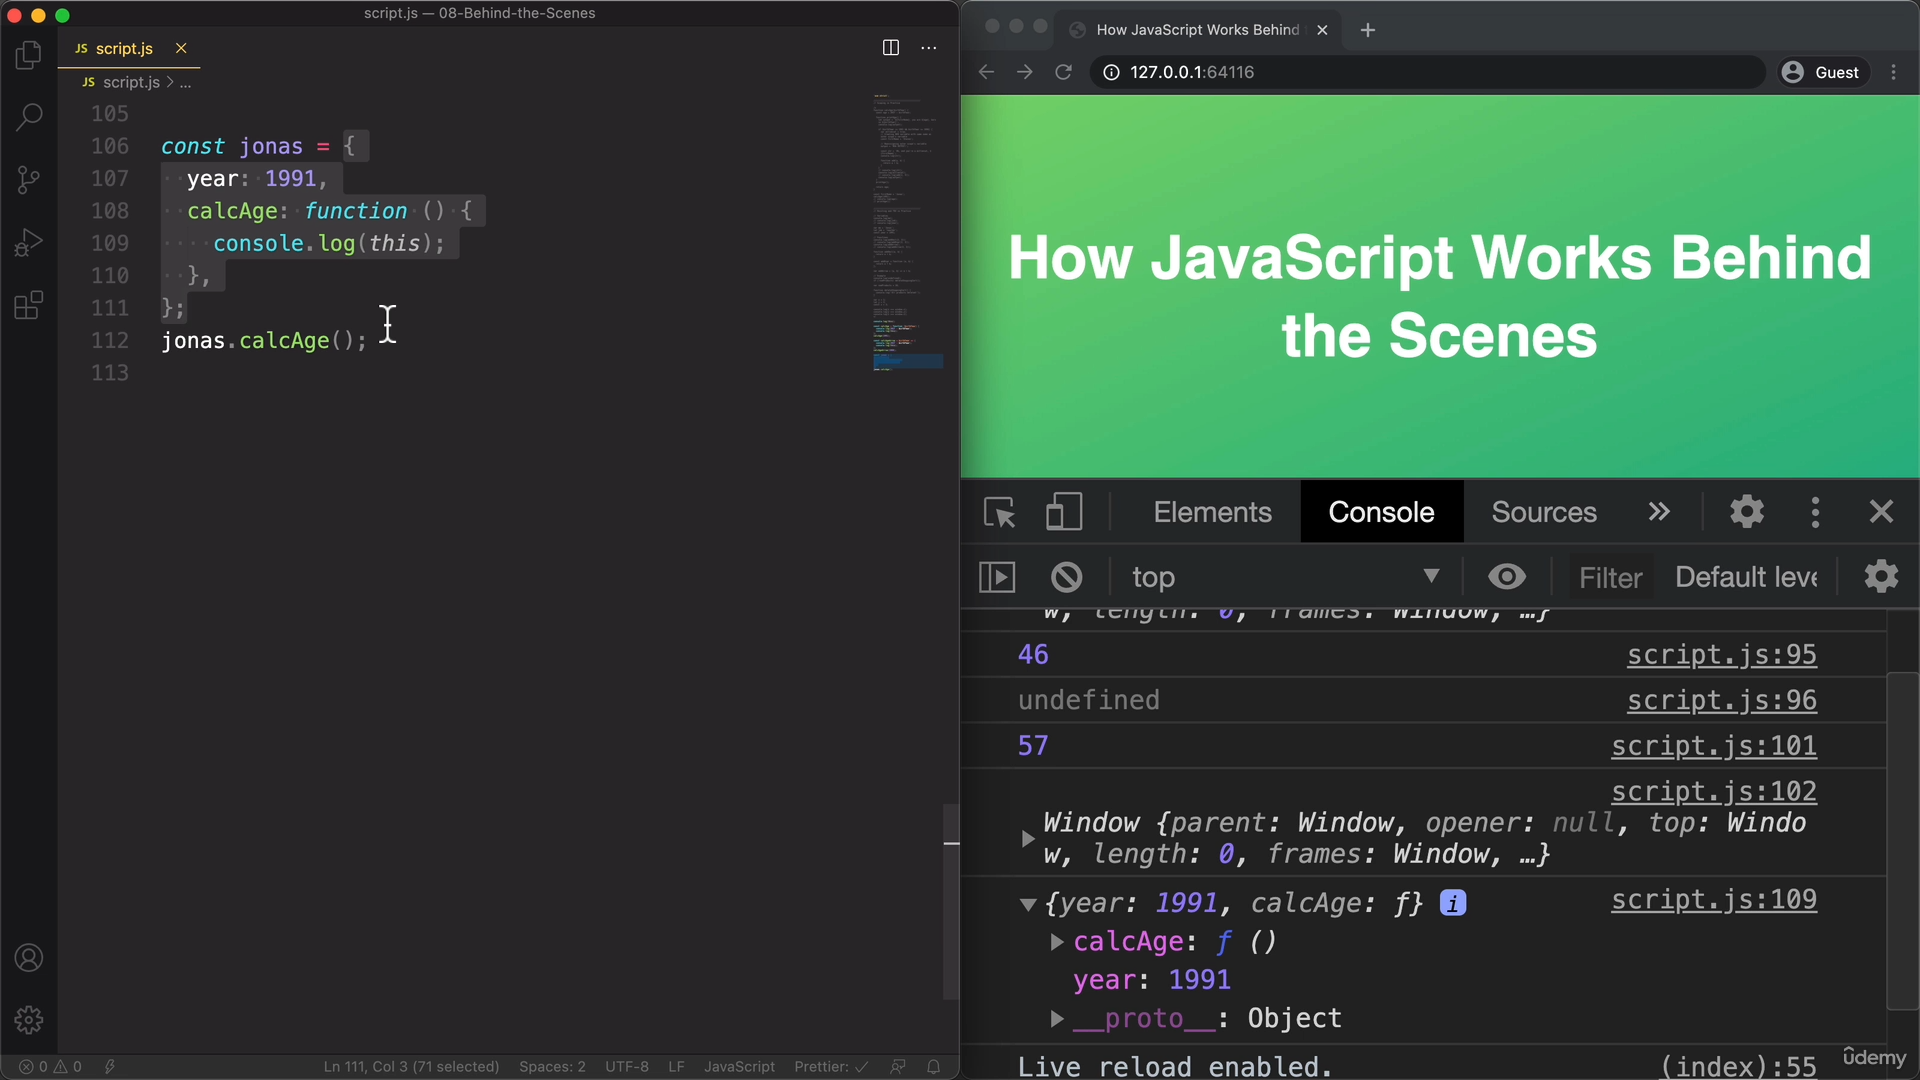 script.js — 08-Behind-the-Scenes
JS script.js
JS script.js > ...
105
106 const jonas = {
107 year: 1991,
108 calcAge: function () {
109 console.log(this);
110 },
111 };
112 jonas.calcAge();
113
0 0 Ln 111, Col 3 (71 selected) Spaces: 2 UTF-8 LF JavaScript Prettier: ✓
How JavaScript Works Behind
127.0.0.1:64116 Guest
How JavaScript Works Behind
the Scenes
Elements Console Sources
top Filter Default leve
w, length: 0, frames: Window, …}
46 script.js:95
undefined script.js:96
57 script.js:101
script.js:102
Window {parent: Window, opener: null, top: Windo
w, length: 0, frames: Window, …}
{year: 1991, calcAge: ƒ} i script.js:109
calcAge: ƒ ()
year: 1991
__proto__: Object
Live reload enabled. (index):55
ûdemy